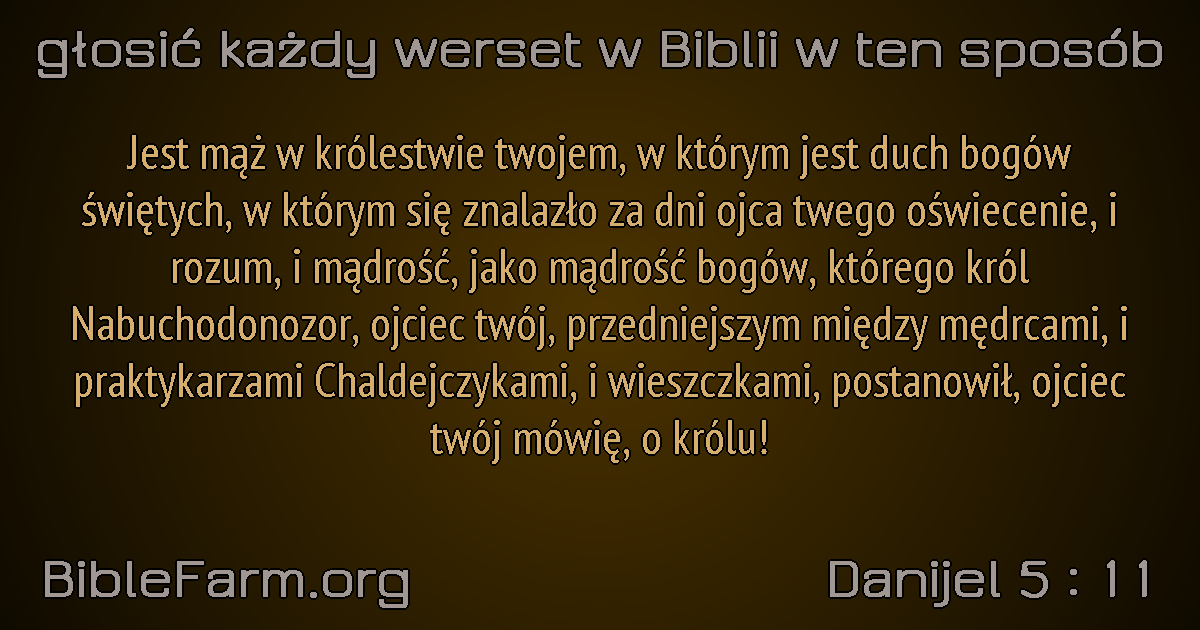 głosić każdy werset w Biblii w ten sposób
Jest mąż w królestwie twojem, w którym jest duch bogów
świętych, w którym się znalazło za dni ojca twego oświecenie, i
rozum, i mądrość, jako mądrość bogów, którego król
Nabuchodonozor, ojciec twój, przedniejszym między mędrcami, i
praktykarzami Chaldejczykami, i wieszczkami, postanowił, ojciec
twój mówię, o królu!
BibleFarm.org
Danijel 5 : 11